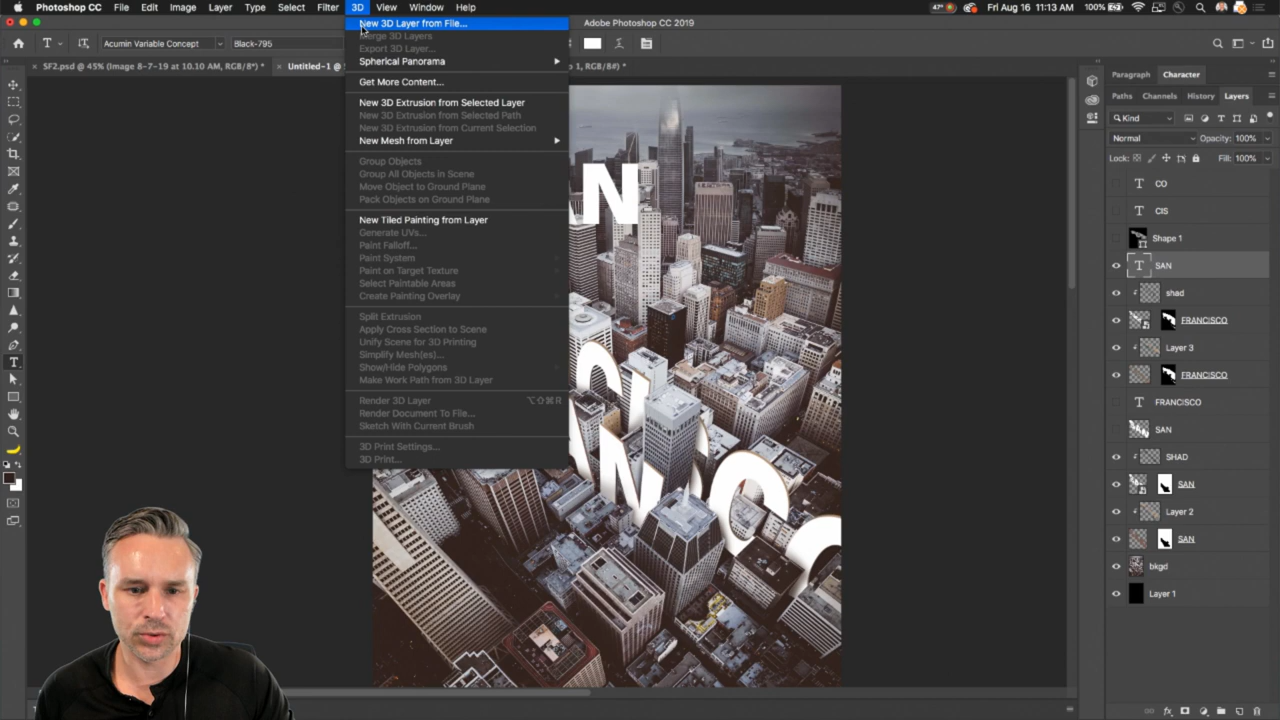 Photoshop CC File Edit Image Layer Type Select Filter 3D View Window Help
47° 100% Fri Aug 16 11:13 AM
Adobe Photoshop CC 2019
Acumin Variable Concept Black-795
SF2.psd @ 45% (Image 8-7-19 at 10.10 AM, RGB/8#) *
Untitled-1 @
1, RGB/8#) *
New 3D Layer from File...
Merge 3D Layers
Export 3D Layer...
Spherical Panorama
Get More Content...
New 3D Extrusion from Selected Layer
New 3D Extrusion from Selected Path
New 3D Extrusion from Current Selection
New Mesh from Layer
Group Objects
Group All Objects in Scene
Move Object to Ground Plane
Pack Objects on Ground Plane
New Tiled Painting from Layer
Generate UVs...
Paint Falloff...
Paint System
Paint on Target Texture
Select Paintable Areas
Create Painting Overlay
Split Extrusion
Apply Cross Section to Scene
Unify Scene for 3D Printing
Simplify Mesh(es)...
Show/Hide Polygons
Make Work Path from 3D Layer
Render 3D Layer ⌥⇧⌘R
Render Document To File...
Sketch With Current Brush
3D Print Settings...
3D Print...
N
C
A N C
C O
Paragraph Character
Paths Channels History Layers
Kind
Normal Opacity: 100%
Lock: Fill: 100%
CO
CIS
Shape 1
SAN
shad
FRANCISCO
Layer 3
FRANCISCO
FRANCISCO
SAN
SHAD
SAN
Layer 2
SAN
bkgd
Layer 1